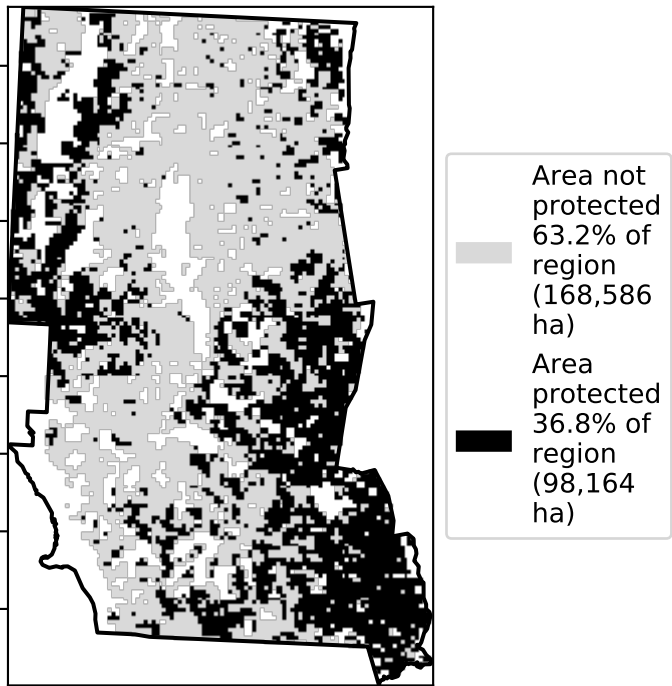 Area not
protected
63.2% of
region
(168,586
ha)
Area
protected
36.8% of
region
(98,164
ha)